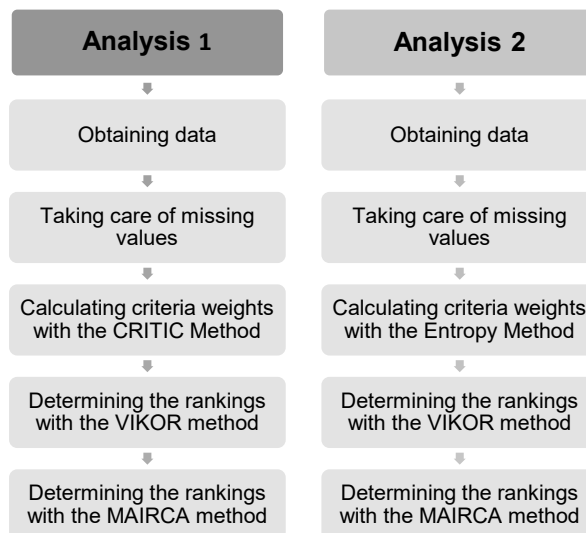 Analysis 1
Obtaining data
Taking care of missing
values
Calculating criteria weights
with the CRITIC Method
Determining the rankings
with the VIKOR method
Determining the rankings
with the MAIRCA method
Analysis 2
Obtaining data
Taking care of missing
values
Calculating criteria weights
with the Entropy Method
Determining the rankings
with the VIKOR method
Determining the rankings
with the MAIRCA method